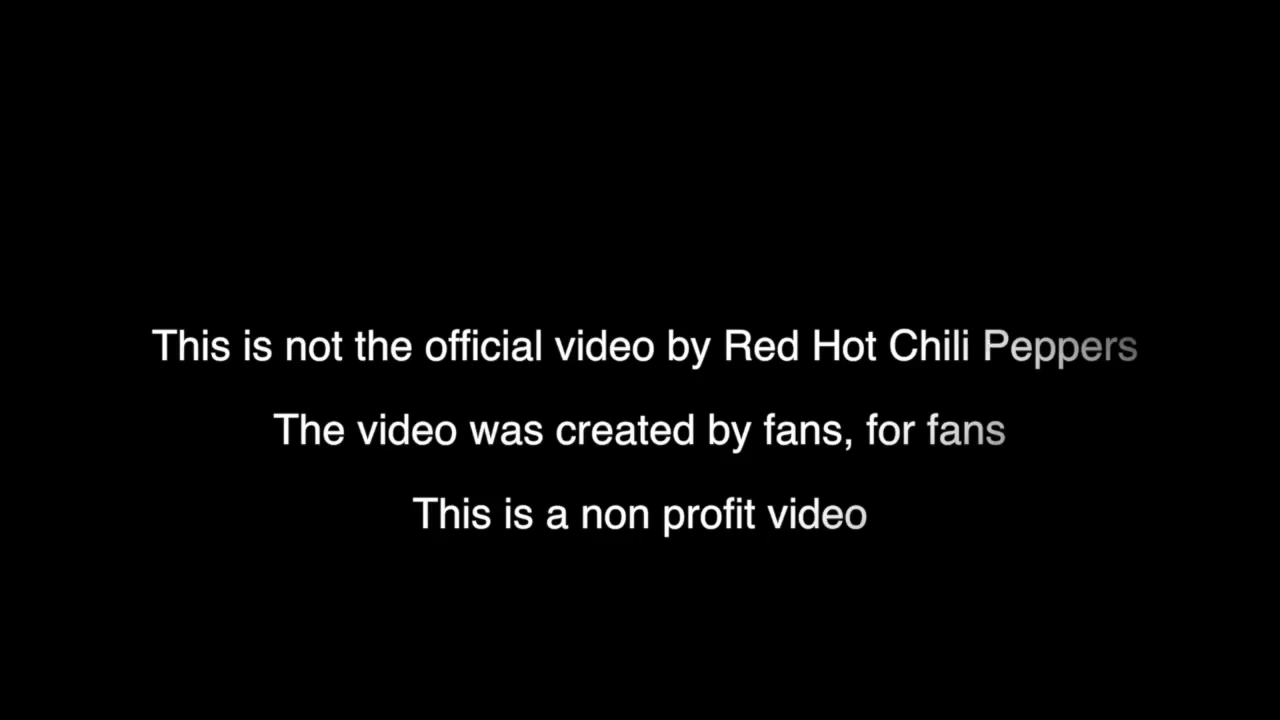 This is not the official video by Red Hot Chili Peppers
The video was created by fans, for fans
This is a non profit video